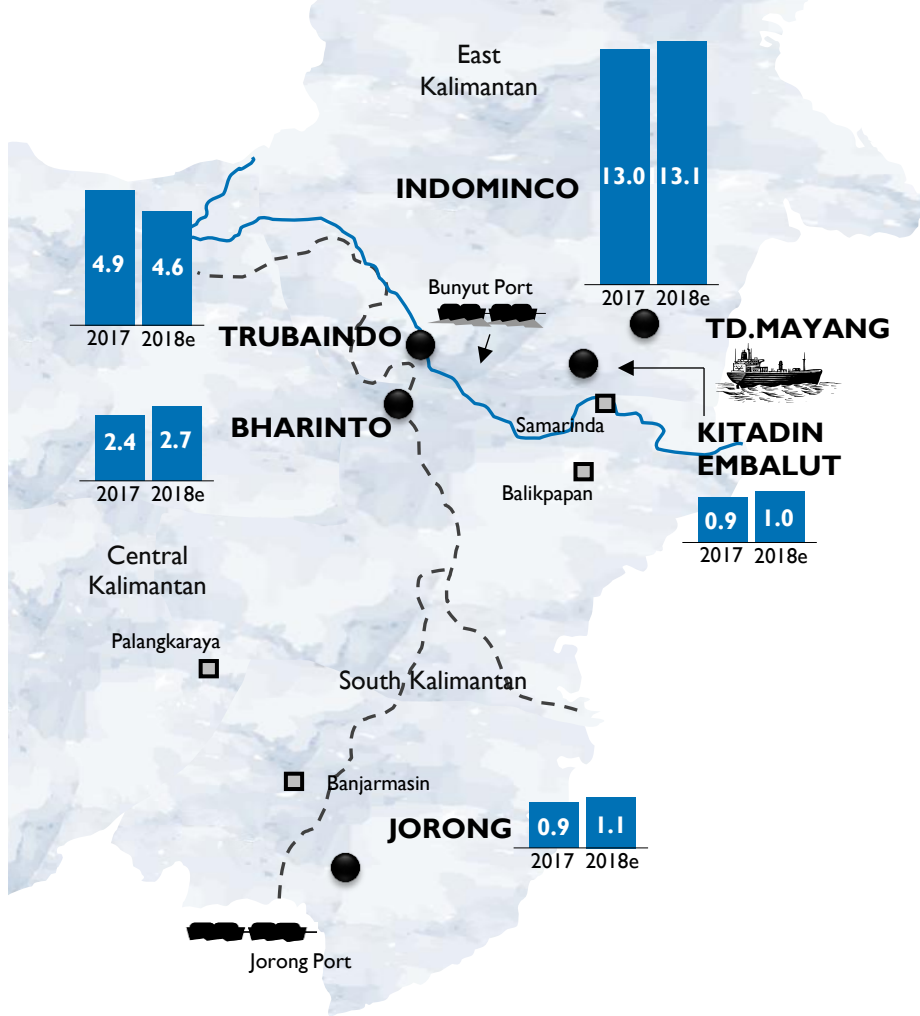 East
Kalimantan
INDOMINCO
13.0 13.1
2017 2018e
4.9 4.6
2017 2018e
Bunyut Port
TRUBAINDO
TD.MAYANG
BHARINTO
2.4 2.7
2017 2018e
Samarinda
KITADIN
EMBALUT
Balikpapan
0.9 1.0
2017 2018e
Central
Kalimantan
Palangkaraya
South Kalimantan
Banjarmasin
JORONG
0.9 1.1
2017 2018e
Jorong Port